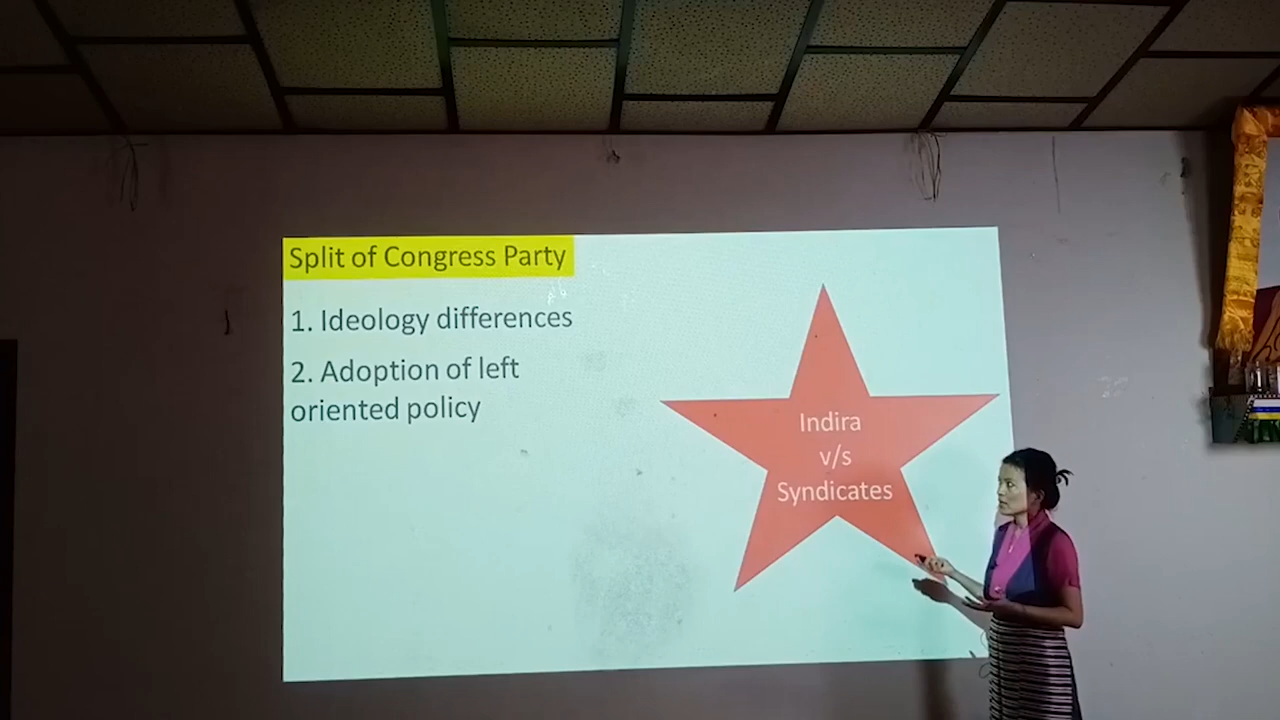 Split of Congress Party
1. Ideology differences
2. Adoption of left
oriented policy
Indira
v/s
Syndicates